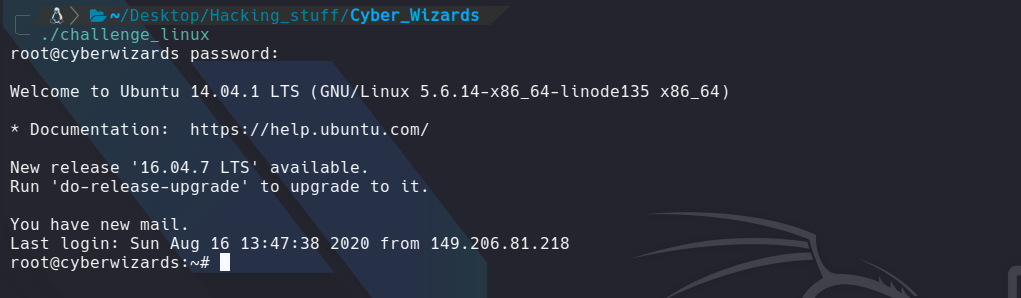 ~/Desktop/Hacking_stuff/Cyber_Wizards
./challenge_linux
root@cyberwizards password:
Welcome to Ubuntu 14.04.1 LTS (GNU/Linux 5.6.14-x86_64-linode135 x86_64)
* Documentation:  https://help.ubuntu.com/
New release '16.04.7 LTS' available.
Run 'do-release-upgrade' to upgrade to it.
You have new mail.
Last login: Sun Aug 16 13:47:38 2020 from 149.206.81.218
root@cyberwizards:~#